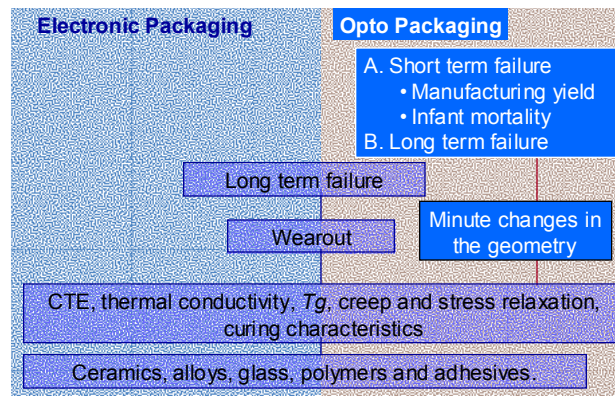 Electronic Packaging
Opto Packaging
A. Short term failure
• Manufacturing yield
• Infant mortality
B. Long term failure
Long term failure
Wearout
Minute changes in
the geometry
CTE, thermal conductivity, Tg, creep and stress relaxation,
curing characteristics
Ceramics, alloys, glass, polymers and adhesives.